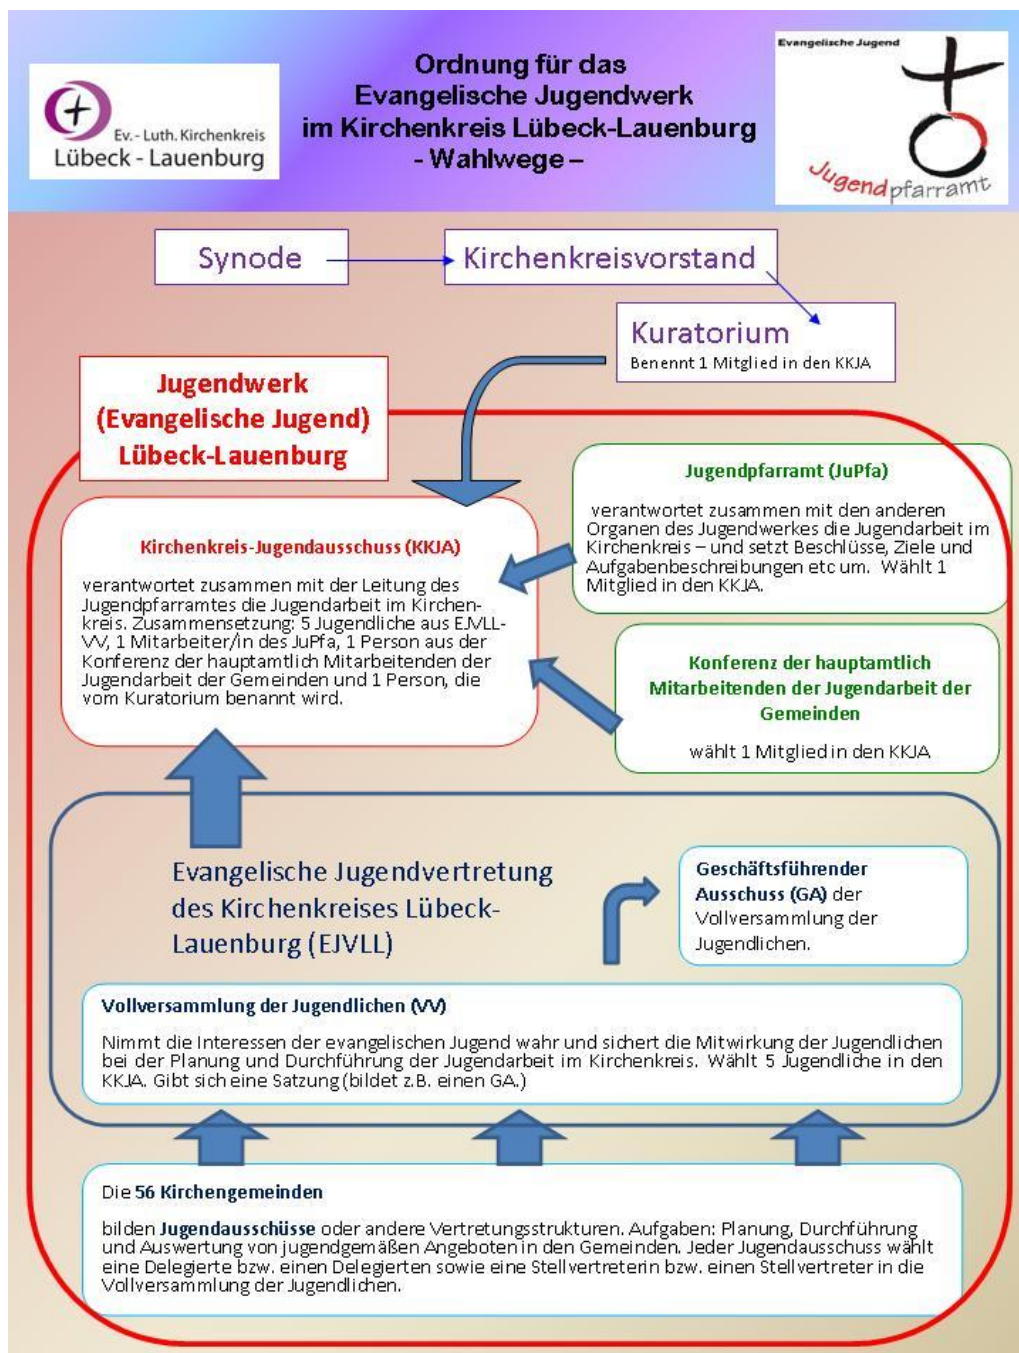 Ev.- Luth. Kirchenkreis
Lübeck - Lauenburg
Ordnung für das
Evangelische Jugendwerk
im Kirchenkreis Lübeck-Lauenburg
- Wahlwege –
Evangelische Jugend
Jugendpfarramt
Synode
Kirchenkreisvorstand
Kuratorium
Benennt 1 Mitglied in den KKJA
Jugendwerk
(Evangelische Jugend)
Lübeck-Lauenburg
Jugendpfarramt (JuPfa)
verantwortet zusammen mit den anderen
Organen des Jugendwerkes die Jugendarbeit im
Kirchenkreis – und setzt Beschlüsse, Ziele und
Aufgabenbeschreibungen etc um. Wählt 1
Mitglied in den KKJA.
Kirchenkreis-Jugendausschuss (KKJA)
verantwortet zusammen mit der Leitung des
Jugendpfarramtes die Jugendarbeit im Kirchen-
kreis. Zusammensetzung: 5 Jugendliche aus EJVLL-
VV, 1 Mitarbeiter/in des JuPfa, 1 Person aus der
Konferenz der hauptamtlich Mitarbeitenden der
Jugendarbeit der Gemeinden und 1 Person, die
vom Kuratorium benannt wird.
Konferenz der hauptamtlich
Mitarbeitenden der Jugendarbeit der
Gemeinden
wählt 1 Mitglied in den KKJA
Evangelische Jugendvertretung
des Kirchenkreises Lübeck-
Lauenburg (EJVLL)
Geschäftsführender
Ausschuss (GA) der
Vollversammlung der
Jugendlichen.
Vollversammlung der Jugendlichen (VV)
Nimmt die Interessen der evangelischen Jugend wahr und sichert die Mitwirkung der Jugendlichen
bei der Planung und Durchführung der Jugendarbeit im Kirchenkreis. Wählt 5 Jugendliche in den
KKJA. Gibt sich eine Satzung (bildet z.B. einen GA.)
Die 56 Kirchengemeinden
bilden Jugendausschüsse oder andere Vertretungsstrukturen. Aufgaben: Planung, Durchführung
und Auswertung von jugendgemäßen Angeboten in den Gemeinden. Jeder Jugendausschuss wählt
eine Delegierte bzw. einen Delegierten sowie eine Stellvertreterin bzw. einen Stellvertreter in die
Vollversammlung der Jugendlichen.